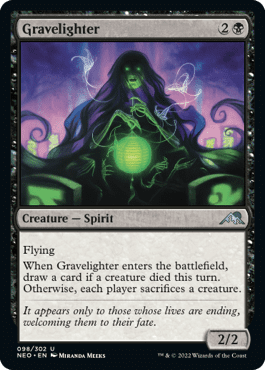 Gravelighter 2
Creature — Spirit
Flying
When Gravelighter enters the battlefield,
draw a card if a creature died this turn.
Otherwise, each player sacrifices a creature.
It appears only to those whose lives are ending,
welcoming them to their fate.
2/2
098/302 U
NEO • EN MIRANDA MEEKS ™ & © 2022 Wizards of the Coast